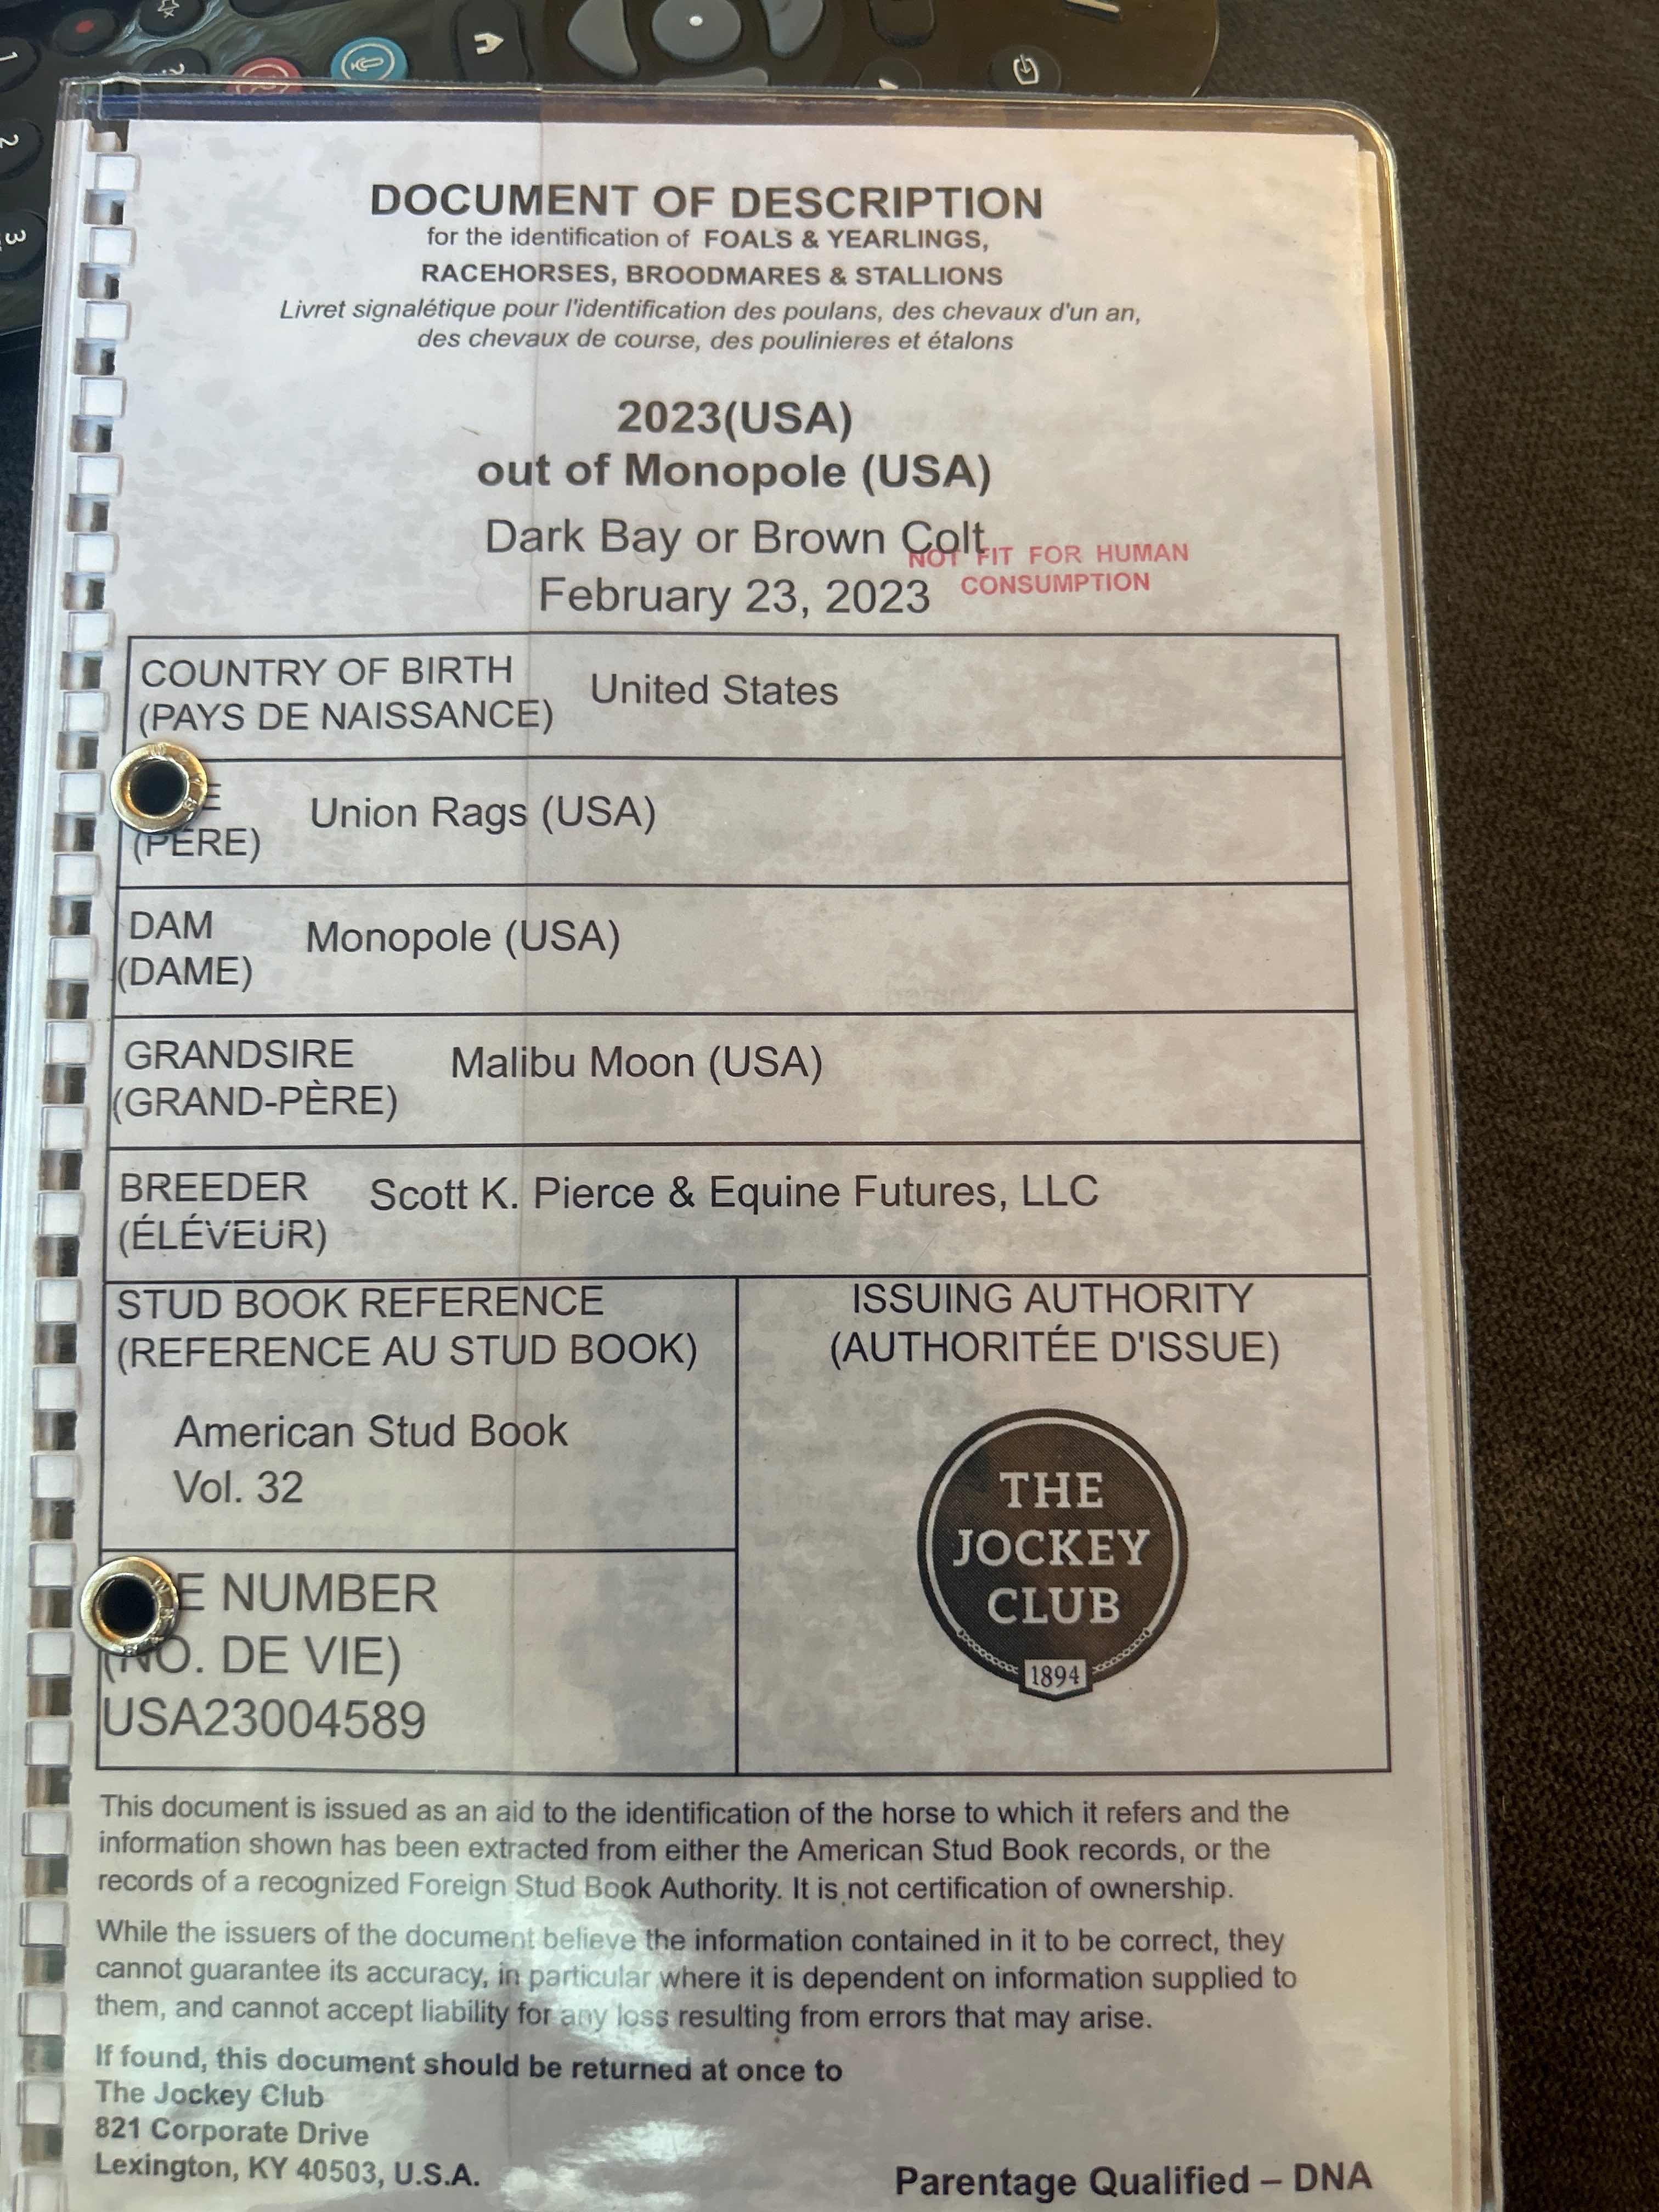 1
2
3
DOCUMENT OF DESCRIPTION
for the identification of FOALS & YEARLINGS,
RACEHORSES, BROODMARES & STALLIONS
Livret signalétique pour l'identification des poulans, des chevaux d'un an,
des chevaux de course, des poulinieres et étalons
2023(USA)
out of Monopole (USA)
Dark Bay or Brown Colt
NOT FIT FOR HUMAN
CONSUMPTION
February 23, 2023
COUNTRY OF BIRTH
(PAYS DE NAISSANCE)
United States
E
(PÈRE)
Union Rags (USA)
DAM
(DAME)
Monopole (USA)
GRANDSIRE
(GRAND-PÈRE)
Malibu Moon (USA)
BREEDER
(ÉLÉVEUR)
Scott K. Pierce & Equine Futures, LLC
STUD BOOK REFERENCE
(REFERENCE AU STUD BOOK)
American Stud Book
Vol. 32
E NUMBER
(NO. DE VIE)
USA23004589
ISSUING AUTHORITY
(AUTHORITÉE D'ISSUE)
THE
JOCKEY
CLUB
1894
This document is issued as an aid to the identification of the horse to which it refers and the
information shown has been extracted from either the American Stud Book records, or the
records of a recognized Foreign Stud Book Authority. It is not certification of ownership.
While the issuers of the document believe the information contained in it to be correct, they
cannot guarantee its accuracy, in particular where it is dependent on information supplied to
them, and cannot accept liability for any loss resulting from errors that may arise.
If found, this document should be returned at once to
The Jockey Club
821 Corporate Drive
Lexington, KY 40503, U.S.A.
Parentage Qualified – DNA